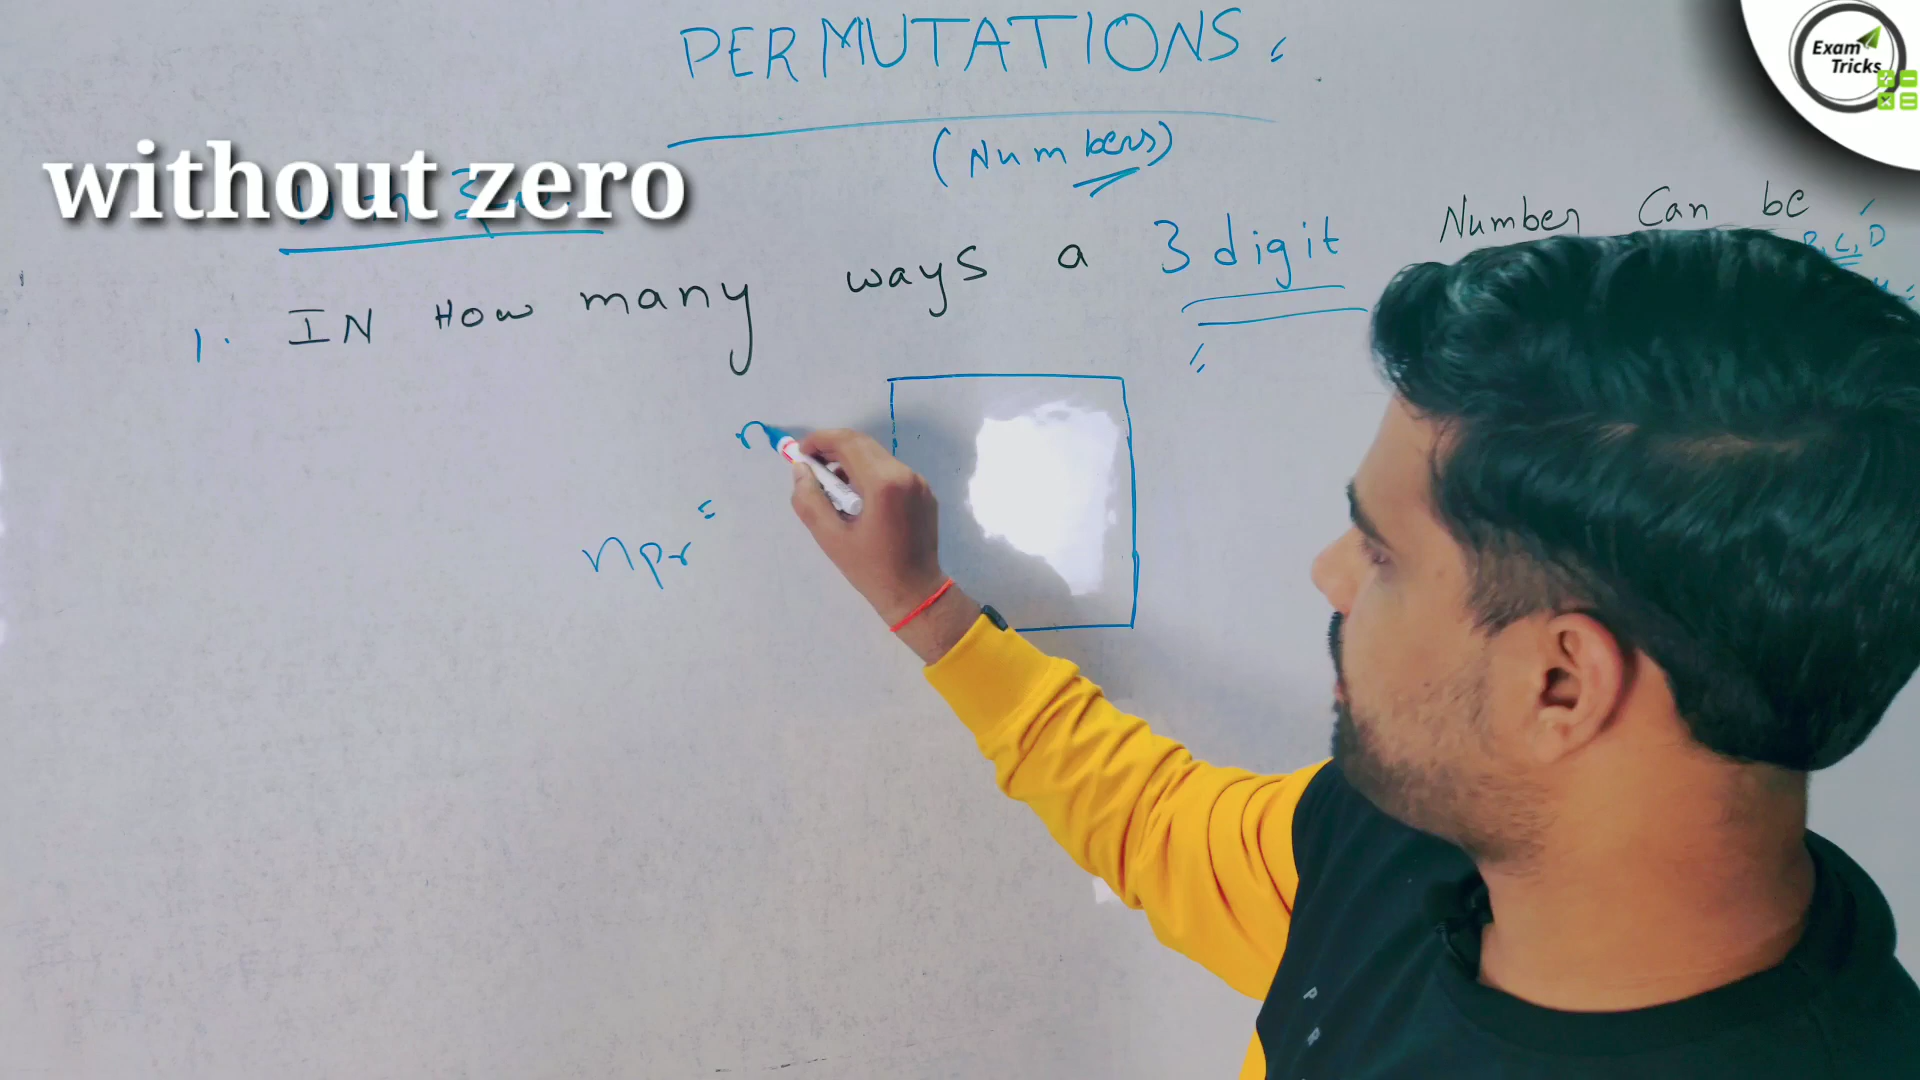 PERMUTATIONS
(Numbers)
without zero
1. IN How many ways a 3 digit Number Can be
C, D
npr =
n
Exam
Tricks